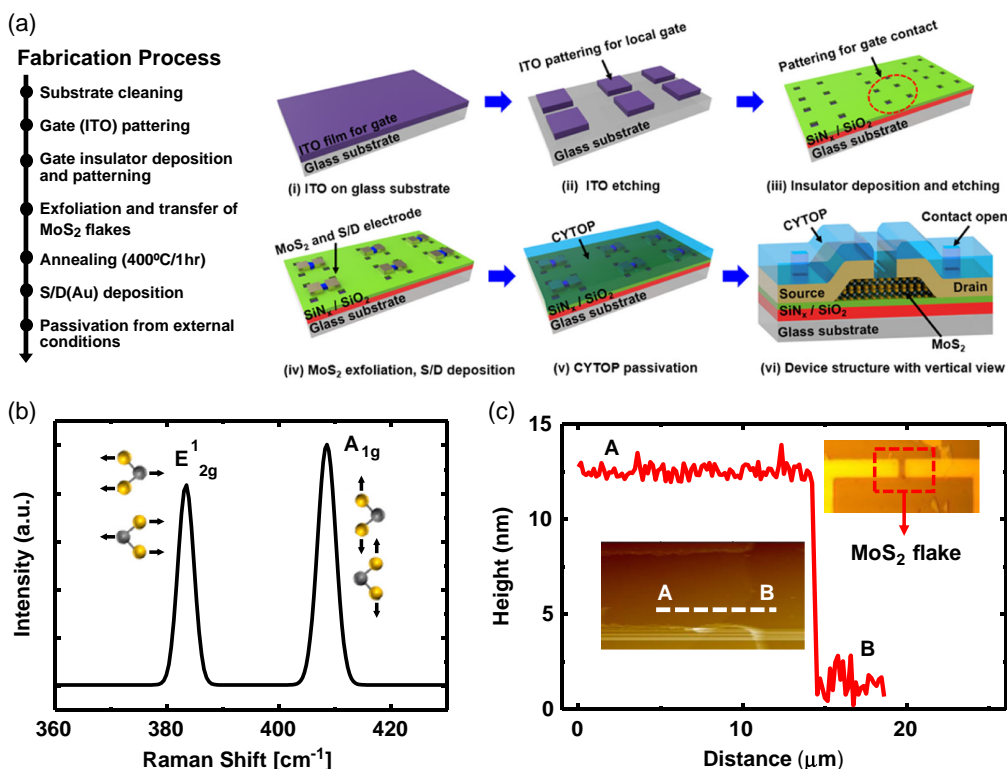 (a)
Fabrication Process
Substrate cleaning
Gate (ITO) pattering
Gate insulator deposition
and patterning
Exfoliation and transfer of
MoS₂ flakes
Annealing (400⁰C/1hr)
S/D(Au) deposition
Passivation from external
conditions
ITO film for gate
Glass substrate
(i) ITO on glass substrate
ITO pattering for local gate
Glass substrate
(ii) ITO etching
Pattering for gate contact
SiNₓ / SiO₂
Glass substrate
(iii) Insulator deposition and etching
MoS₂ and S/D electrode
SiNₓ / SiO₂
Glass substrate
(iv) MoS₂ exfoliation, S/D deposition
CYTOP
SiNₓ / SiO₂
Glass substrate
(v) CYTOP passivation
CYTOP
Contact open
Source
Drain
SiNₓ / SiO₂
Glass substrate
MoS₂
(vi) Device structure with vertical view
(b)
E¹₂g
A₁g
Intensity (a.u.)
360 380 400 420
Raman Shift [cm⁻¹]
(c)
15
10
5
0
Height (nm)
A
MoS₂ flake
A B
B
0 10 20
Distance (μm)